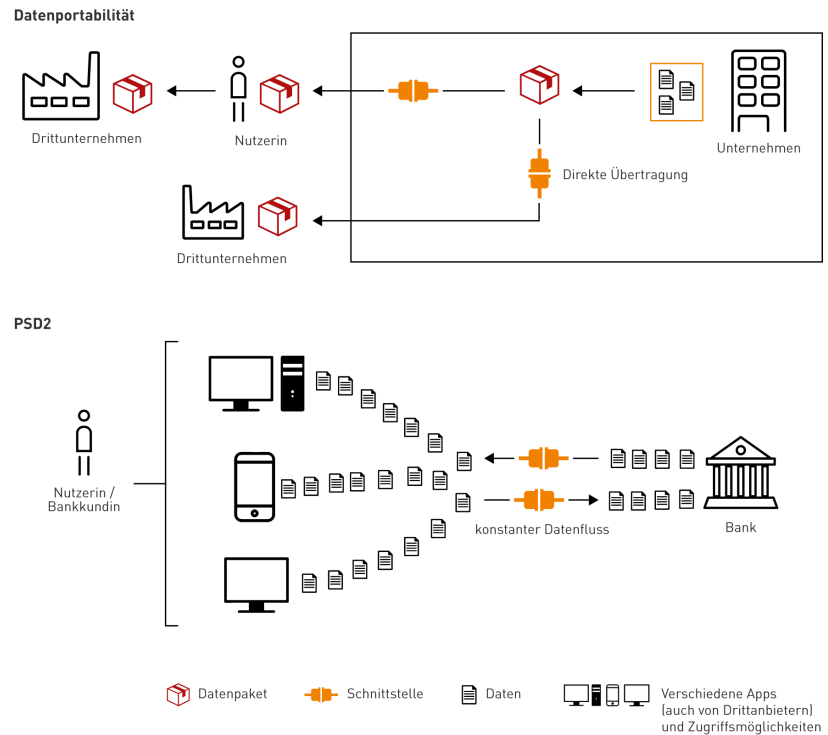 Datenportabilität
Drittunternehmen
Nutzerin
Unternehmen
Direkte Übertragung
Drittunternehmen
PSD2
Nutzerin /
Bankkundin
konstanter Datenfluss
Bank
Datenpaket
Schnittstelle
Daten
Verschiedene Apps
(auch von Drittanbietern)
und Zugriffsmöglichkeiten